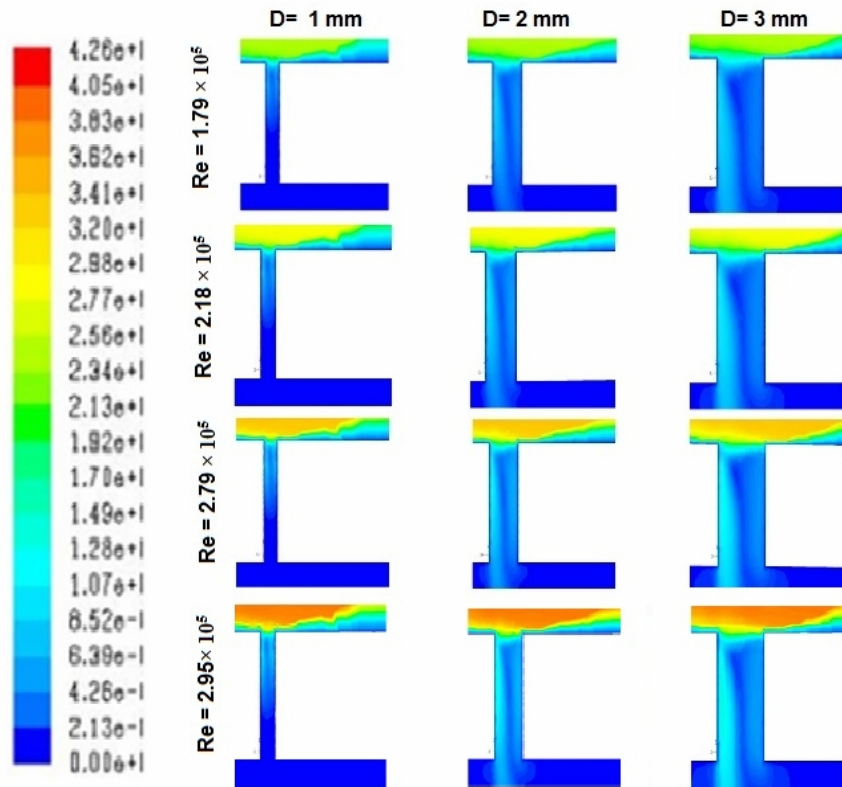 D= 1 mm
D= 2 mm
D= 3 mm
4.26e+1
4.05e+1
3.83e+1
3.62e+1
3.41e+1
3.20e+1
2.98e+1
2.77e+1
2.56e+1
2.34e+1
2.13e+1
1.92e+1
1.70e+1
1.49e+1
1.28e+1
1.07e+1
8.52e-1
6.39e-1
4.26e-1
2.13e-1
0.00e+1
Re = 1.79 × 10⁵
Re = 2.18 × 10⁵
Re = 2.79 × 10⁵
Re = 2.95× 10⁵